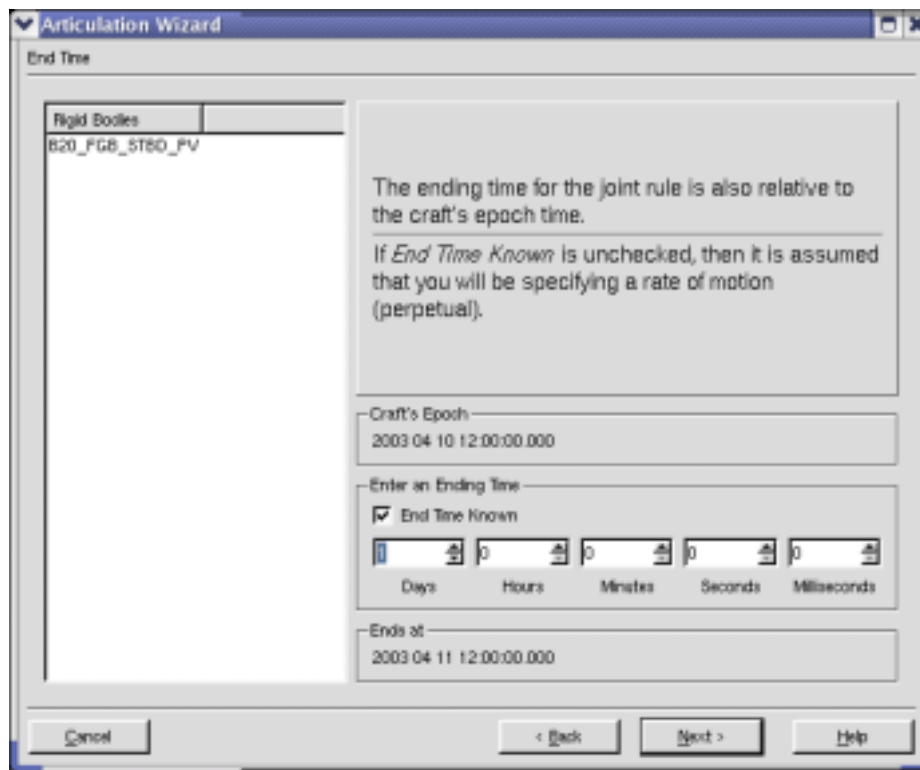 Articulation Wizard
End Time
Rigid Bodies
B20_FGB_STBD_PV
The ending time for the joint rule is also relative to
the craft's epoch time.
If End Time Known is unchecked, then it is assumed
that you will be specifying a rate of motion
(perpetual).
Craft's Epoch
2003 04 10 12:00:00.000
Enter an Ending Time
End Time Known
1 0 0 0 0
Days Hours Minutes Seconds Milliseconds
Ends at
2003 04 11 12:00:00.000
Cancel < Back Next > Help